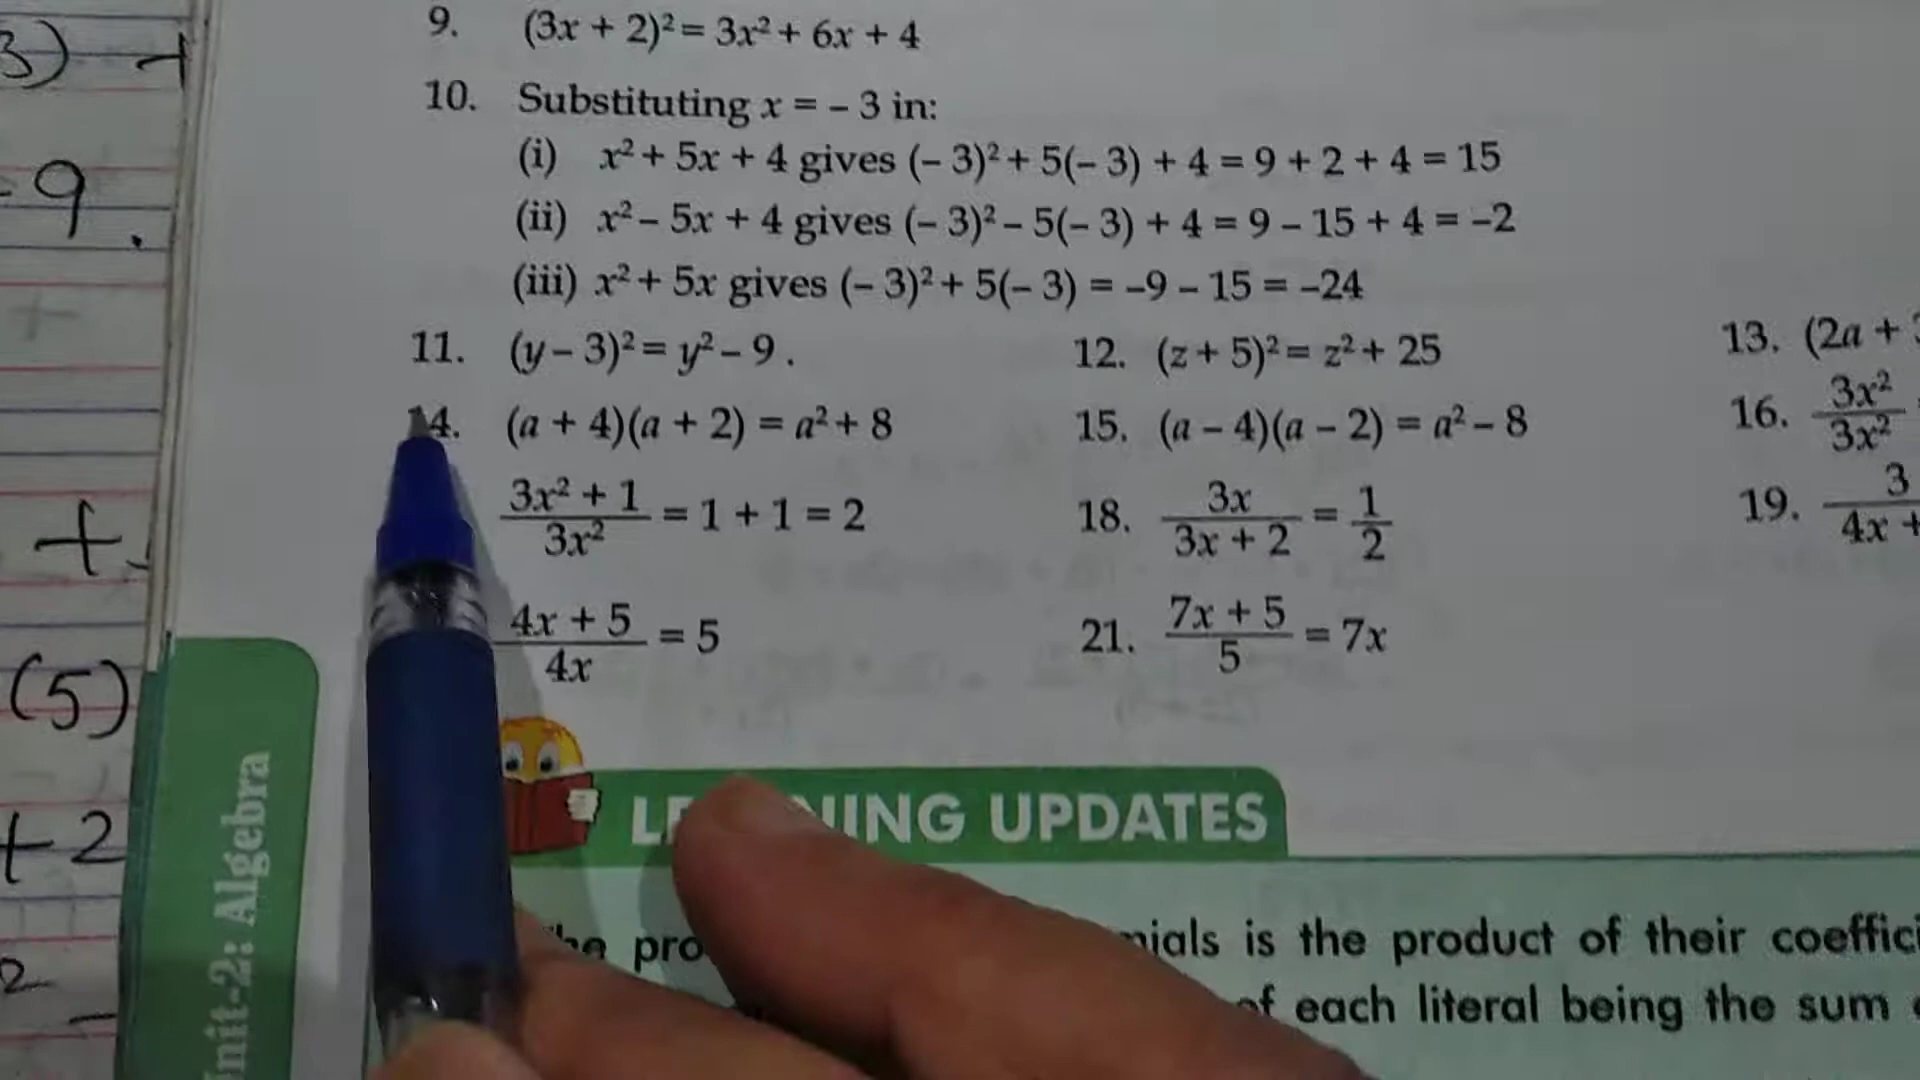 3) +
9.
+
(5)
+2
2 -
9. (3x + 2)² = 3x² + 6x + 4
10. Substituting x = – 3 in:
(i) x² + 5x + 4 gives (– 3)² + 5(– 3) + 4 = 9 + 2 + 4 = 15
(ii) x² – 5x + 4 gives (– 3)² – 5(– 3) + 4 = 9 – 15 + 4 = –2
(iii) x² + 5x gives (– 3)² + 5(– 3) = –9 – 15 = –24
11. (y – 3)² = y² – 9. 12. (z + 5)² = z² + 25 13. (2a +
14. (a + 4)(a + 2) = a² + 8 15. (a – 4)(a – 2) = a² – 8 16. 3x²/3x²
(3x² + 1)/3x² = 1 + 1 = 2 18. 3x/(3x + 2) = 1/2 19. 3/(4x +
(4x + 5)/4x = 5 21. (7x + 5)/5 = 7x
UPDATES
is the product of their
of each literal being the sum
Algebra